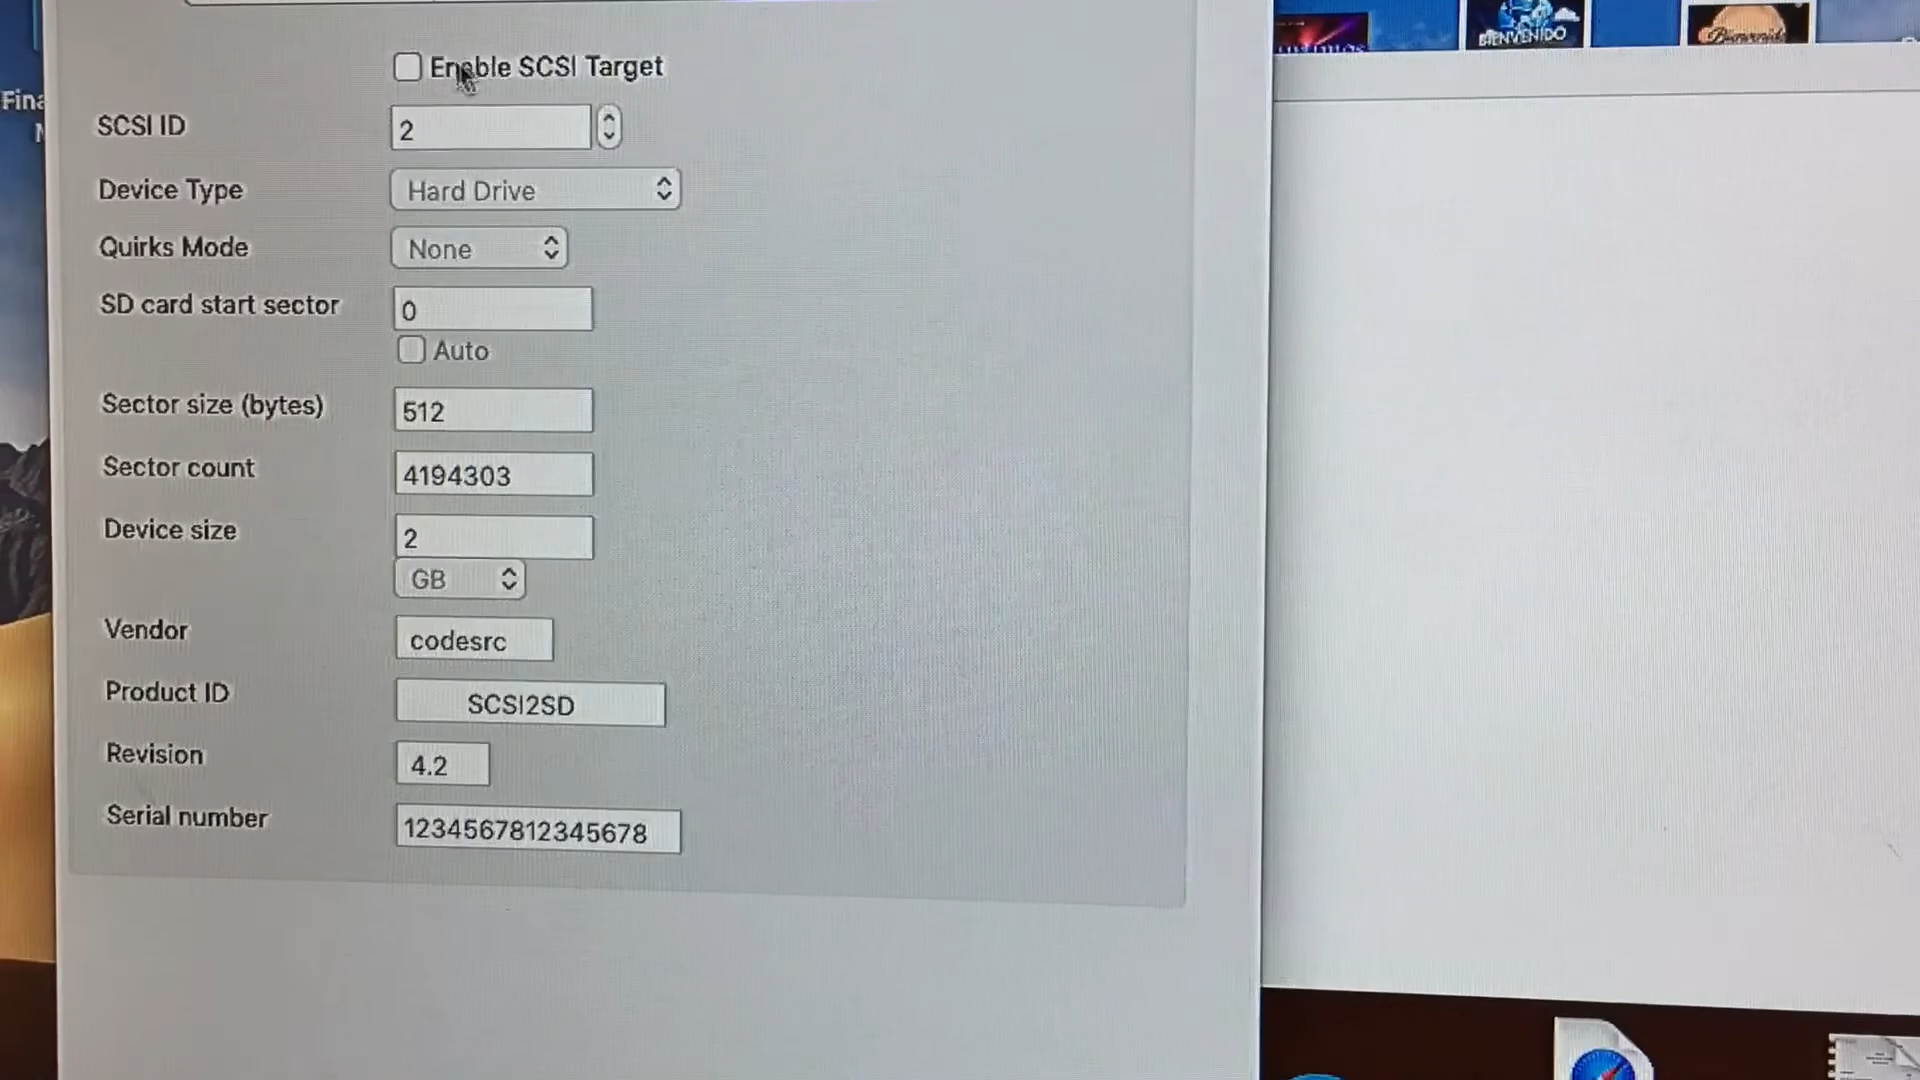 BIENVENIDO
Bienvenido
Enable SCSI Target
Fina
SCSI ID
2
Device Type
Hard Drive
Quirks Mode
None
SD card start sector
0
Auto
Sector size (bytes)
512
Sector count
4194303
Device size
2
GB
Vendor
codesrc
Product ID
SCSI2SD
Revision
4.2
Serial number
1234567812345678